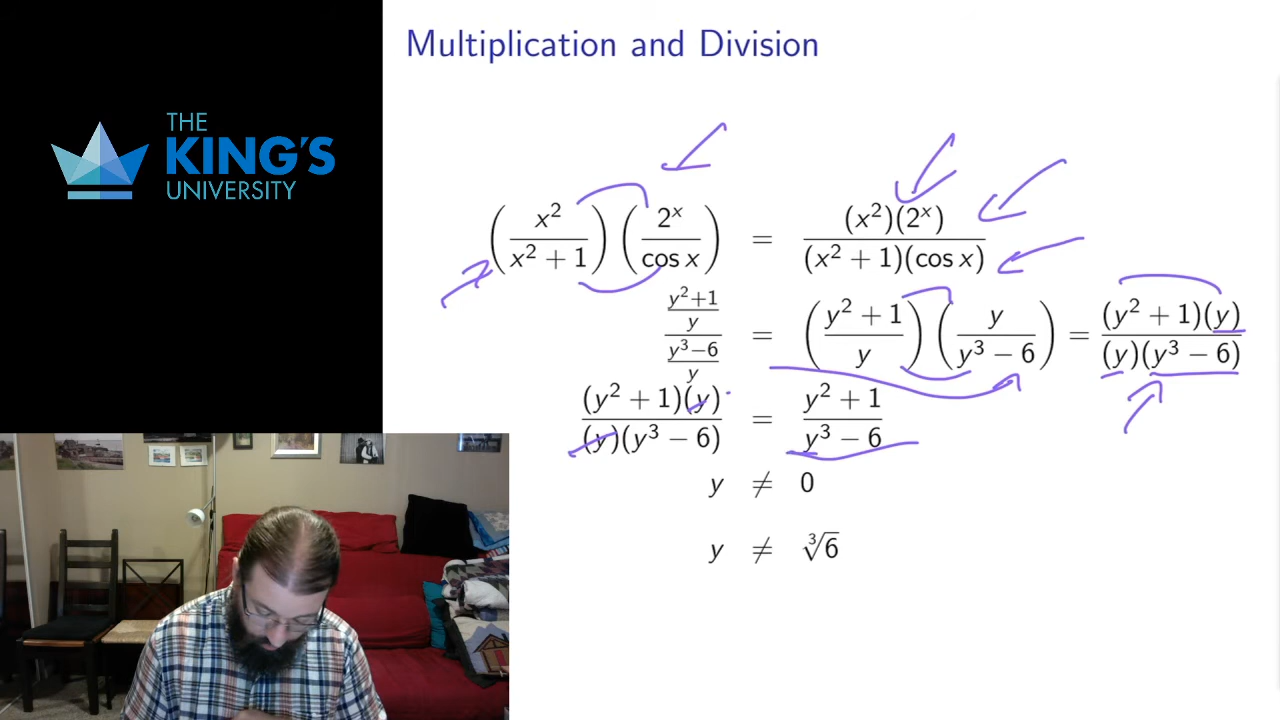 THE
KING'S
UNIVERSITY
Multiplication and Division
(x²/(x² + 1))(2ˣ/cos x) = (x²)(2ˣ)/((x² + 1)(cos x))
((y²+1)/y)/((y³−6)/y) = ((y² + 1)/y)(y/(y³ − 6)) = (y² + 1)(y)/((y)(y³ − 6))
(y² + 1)(y)/((y)(y³ − 6)) = (y² + 1)/(y³ − 6)
y ≠ 0
y ≠ ∛6